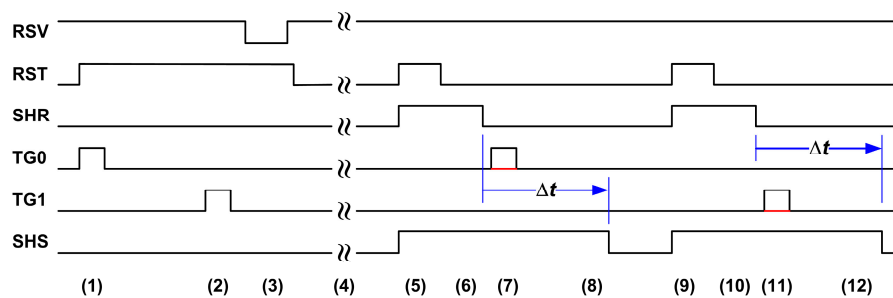 RSV
RST
SHR
TG0
Δt
TG1
Δt
SHS
(1) (2) (3) (4) (5) (6) (7) (8) (9) (10) (11) (12)